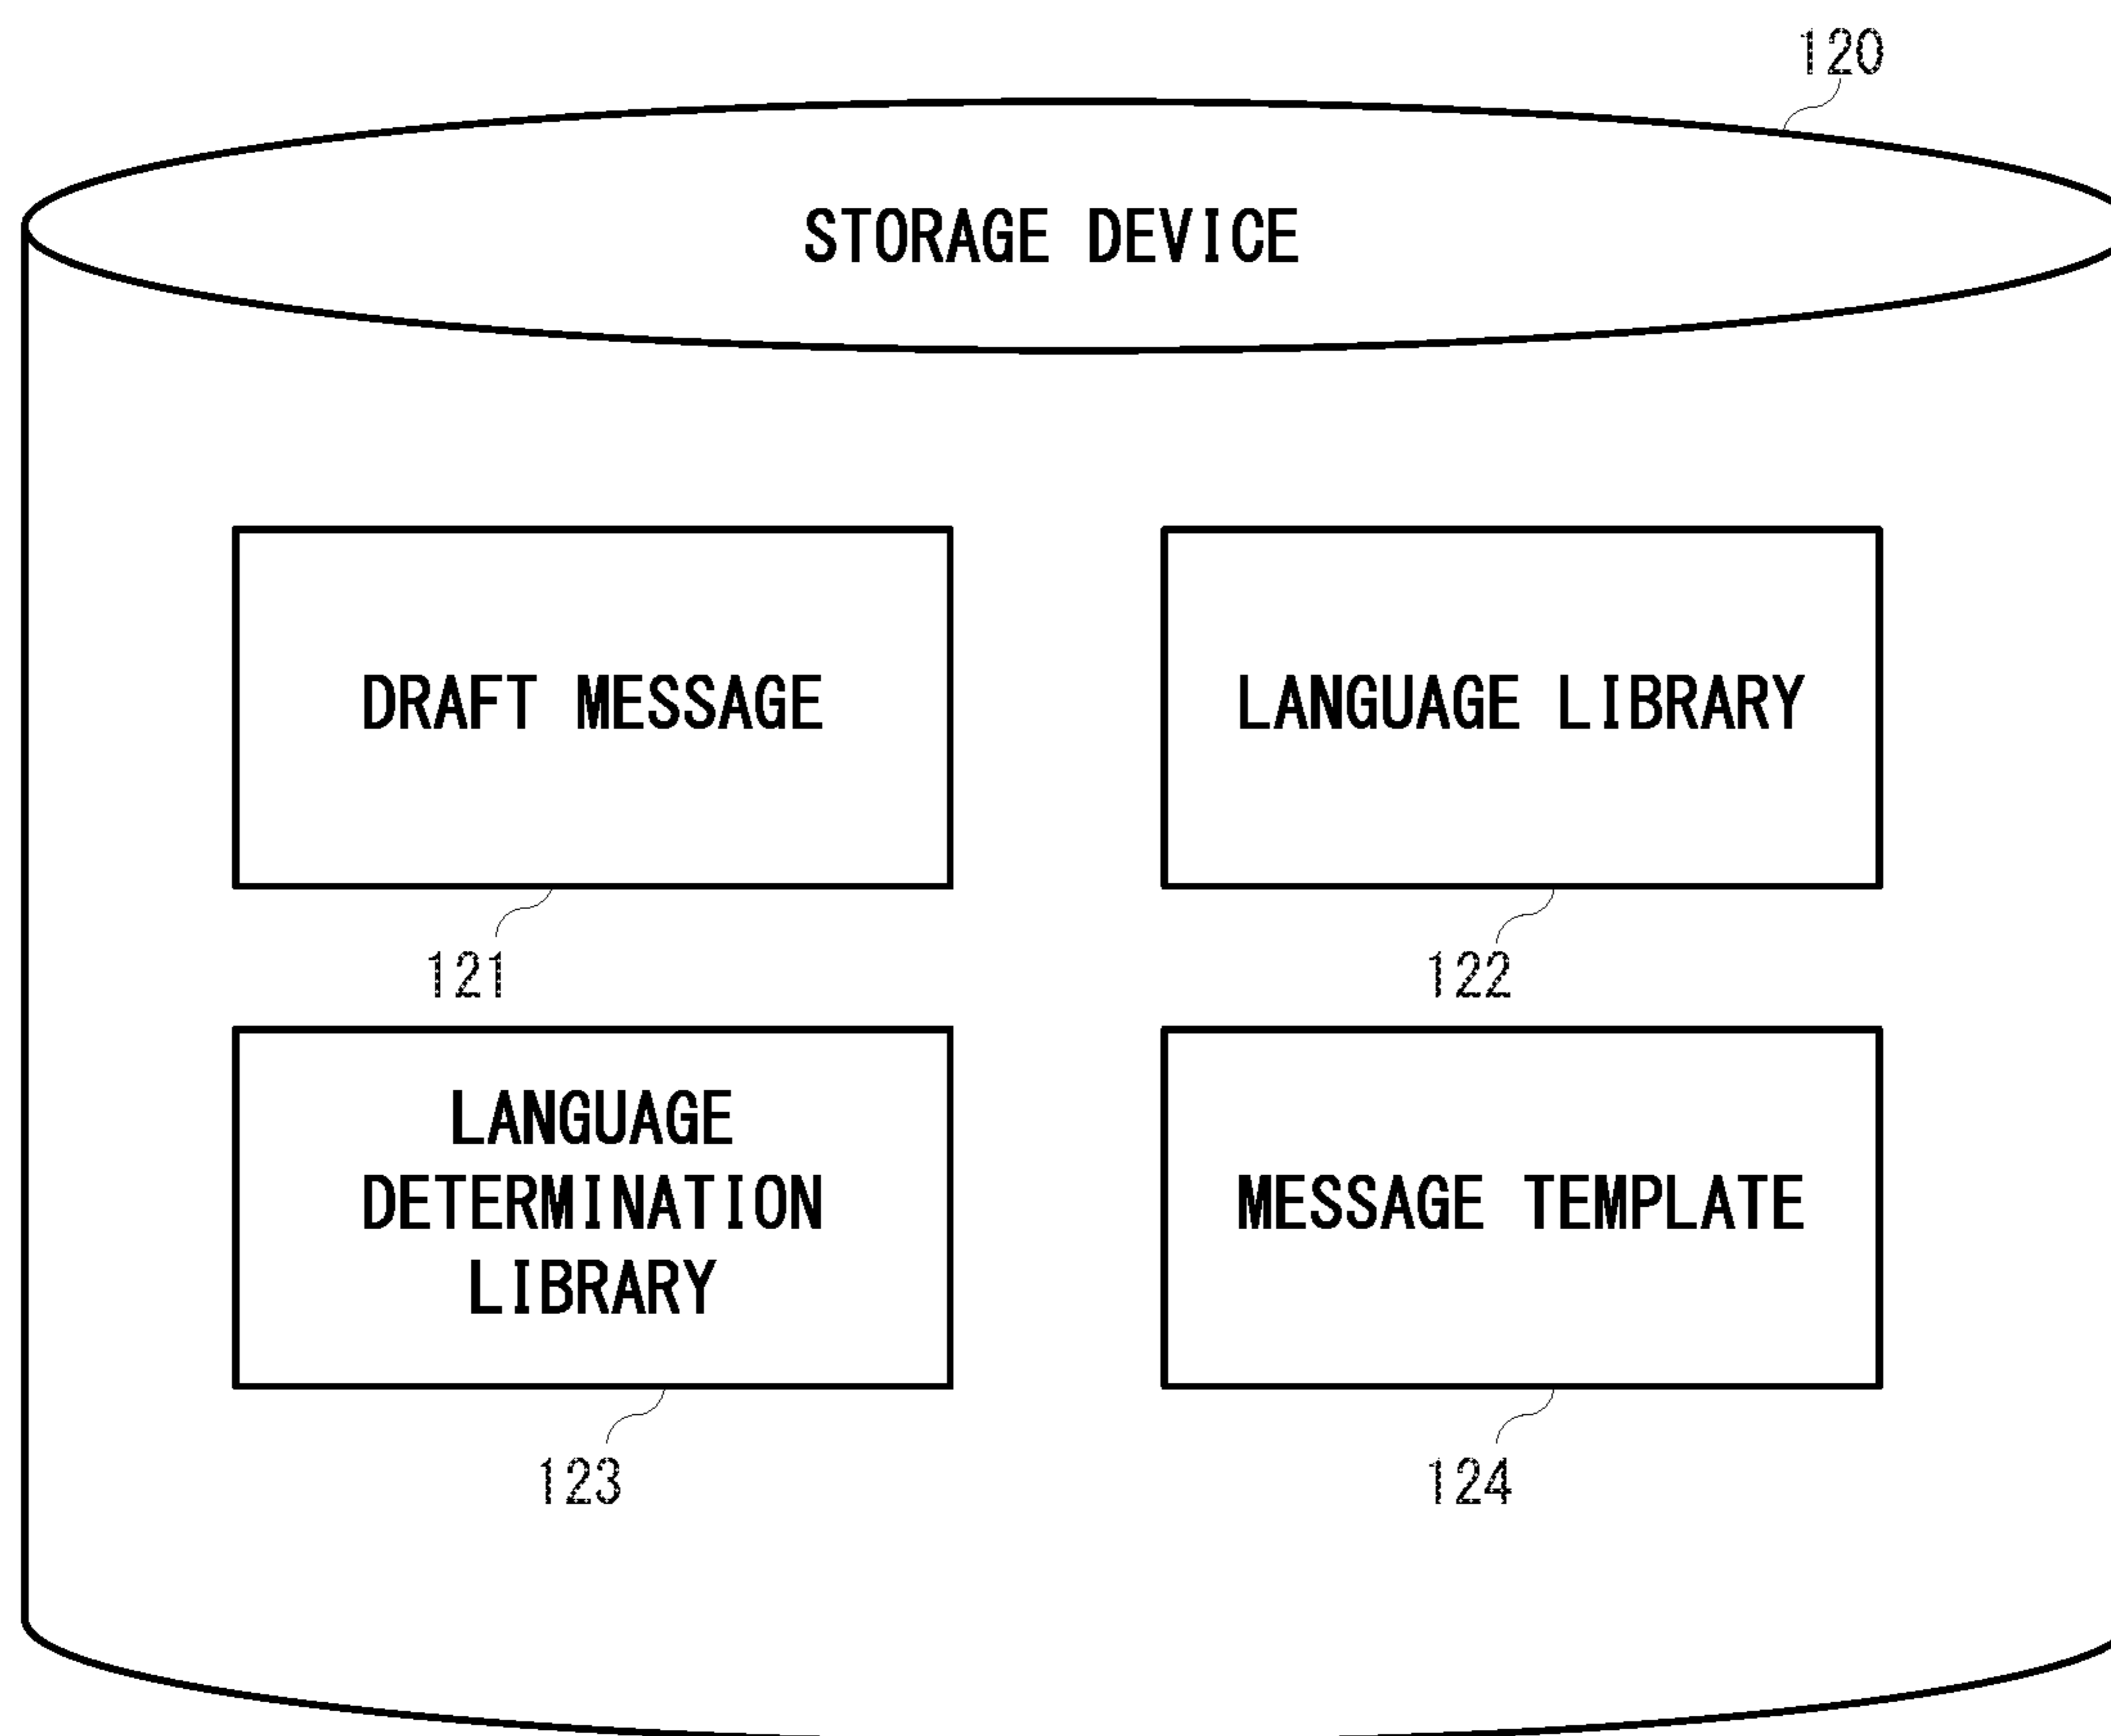 120
STORAGE DEVICE
DRAFT MESSAGE
LANGUAGE LIBRARY
121
122
LANGUAGE
DETERMINATION
LIBRARY
MESSAGE TEMPLATE
123
124